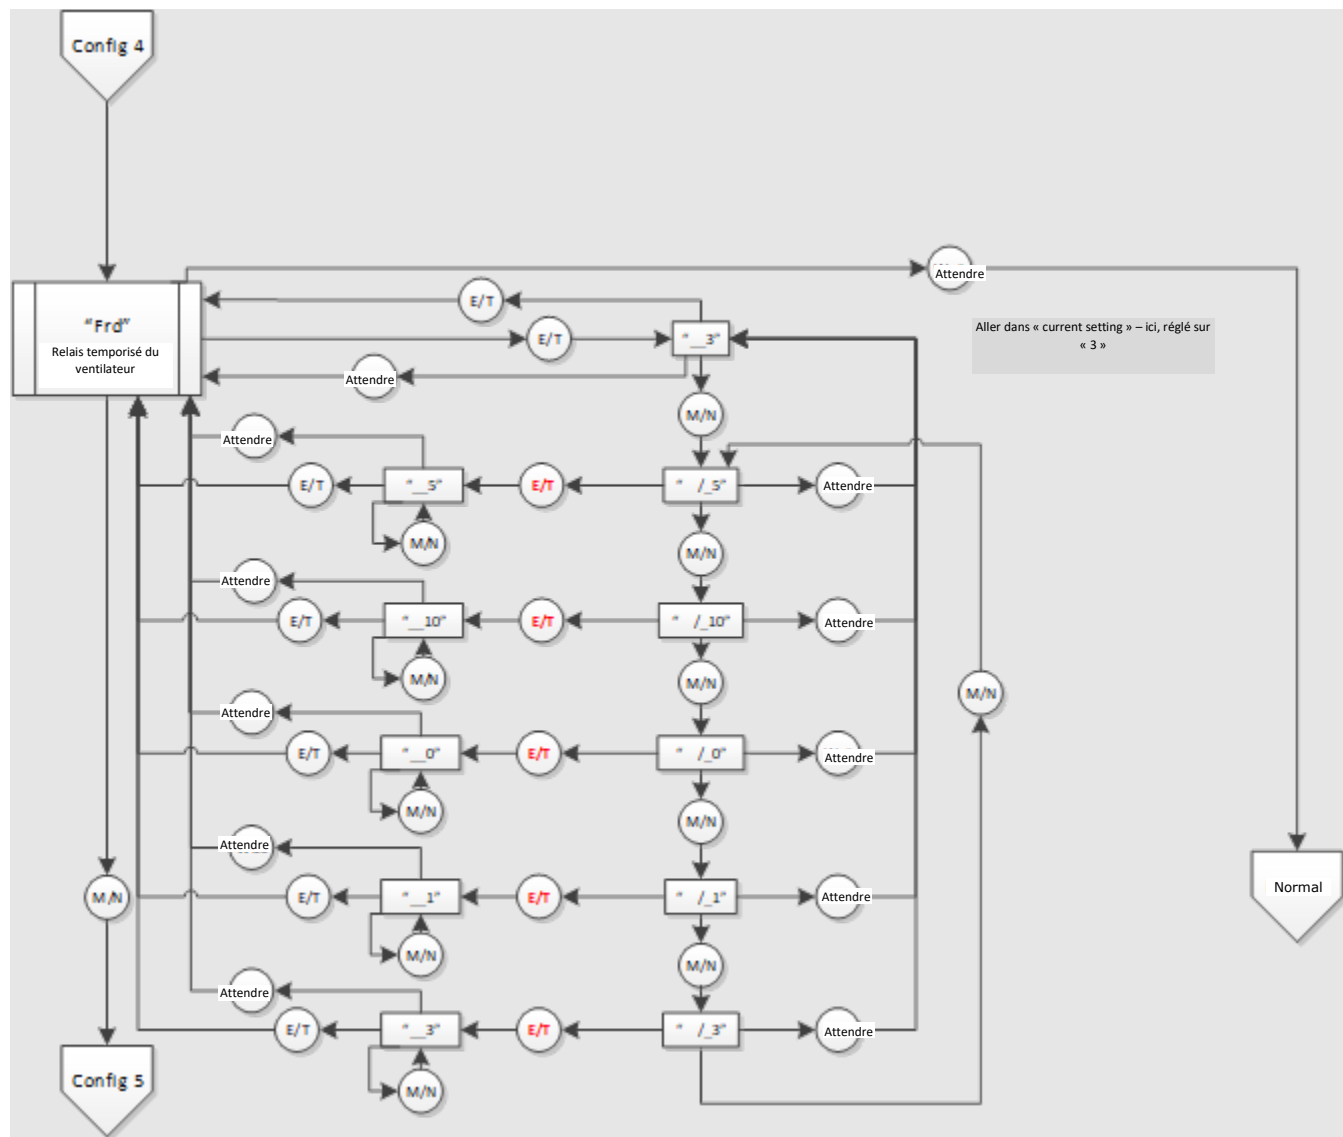 Config 4
Attendre
E/T
"Frd"
E/T
"__3"
Aller dans « current setting » – ici, réglé sur
« 3 »
Relais temporisé du
ventilateur
Attendre
M/N
Attendre
E/T
"__5"
E/T
" /_5"
Attendre
M/N
M/N
Attendre
E/T
"__10"
E/T
" /_10"
Attendre
M/N
M/N
M/N
Attendre
E/T
"__0"
E/T
" /_0"
Attendre
M/N
M/N
Attendre
M/N
E/T
"__1"
E/T
" /_1"
Attendre
Normal
M/N
M/N
Attendre
E/T
"__3"
E/T
" /_3"
Attendre
Config 5
M/N